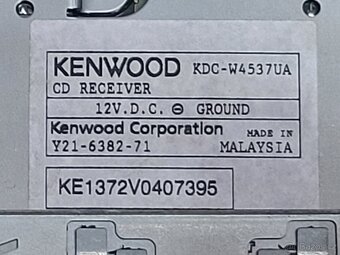 KENWOOD KDC-W4537UA
CD RECEIVER
12V.D.C. ⊖ GROUND
Kenwood Corporation MADE IN
Y21-6382-71 MALAYSIA
KE1372V0407395